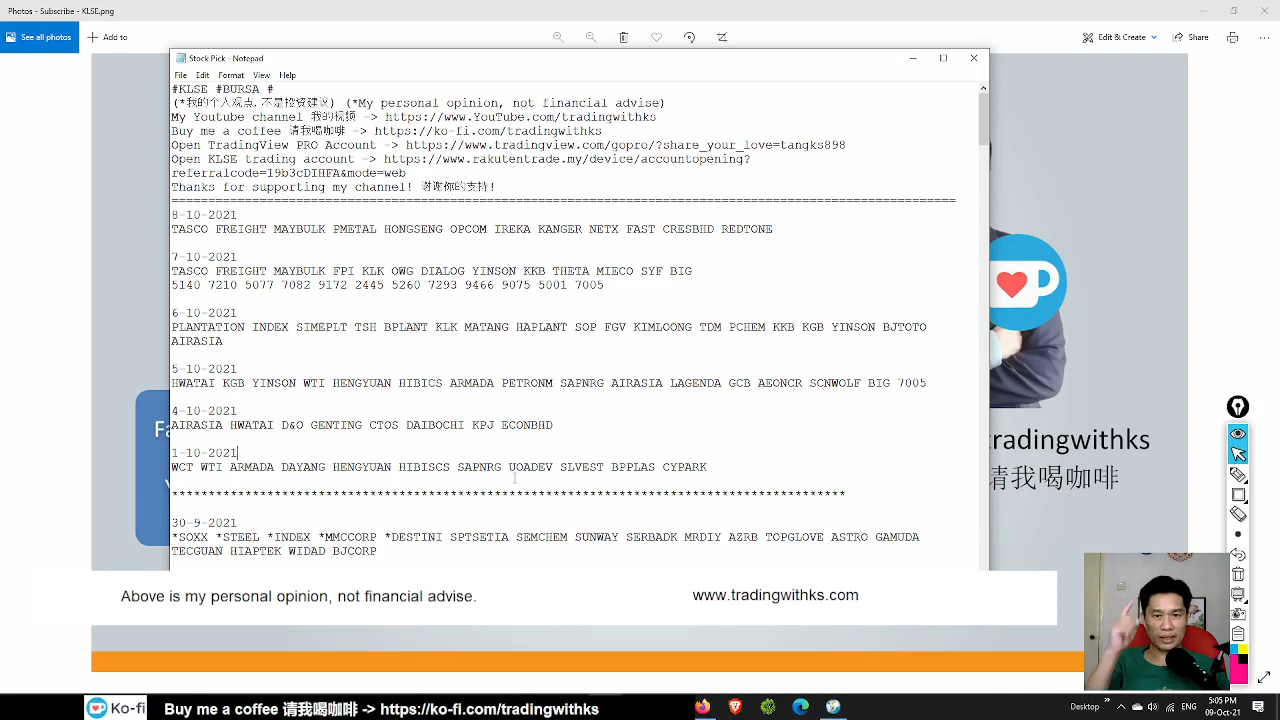 Photos - Subscribe - KLSE.png
See all photos
Add to
Edit & Create
Share
Stock Pick - Notepad
File Edit Format View Help
#KLSE #BURSA #
(*我的个人观点,不是投资建议) (*My personal opinion, not financial advise)
My Youtube channel 我的视频 -> https://www.YouTube.com/tradingwithks
Buy me a coffee 请我喝咖啡 -> https://ko-fi.com/tradingwithks
Open TradingView PRO Account -> https://www.tradingview.com/gopro/?share_your_love=tangks898
Open KLSE trading account -> https://www.rakutentrade.my/device/accountopening?
referralcode=19b3cDIHFA&mode=web
Thanks for supporting my channel! 谢谢你的支持!
==========================================================================================================
8-10-2021
TASCO FREIGHT MAYBULK PMETAL HONGSENG OPCOM IREKA KANGER NETX FAST CRESBHD REDTONE
7-10-2021
TASCO FREIGHT MAYBULK FPI KLK OWG DIALOG YINSON KKB THETA MIECO SYF BIG
5140 7210 5077 7082 9172 2445 5260 7293 9466 9075 5001 7005
6-10-2021
PLANTATION INDEX SIMEPLT TSH BPLANT KLK MATANG HAPLANT SOP FGV KIMLOONG TDM PCHEM KKB KGB YINSON BJTOTO
AIRASIA
5-10-2021
HWATAI KGB YINSON WTI HENGYUAN HIBICS ARMADA PETRONM SAPNRG AIRASIA LAGENDA GCB AEONCR SCNWOLF BIG 7005
4-10-2021
AIRASIA HWATAI D&O GENTING CTOS DAIBOCHI KPJ ECONBHD
1-10-2021
WCT WTI ARMADA DAYANG HENGYUAN HIBISCS SAPNRG UOADEV SLVEST BPPLAS CYPARK
********************************************************************************************
30-9-2021
*SOXX *STEEL *INDEX *MMCCORP *DESTINI SPTSETIA SEMCHEM SUNWAY SERBADK MRDIY AZRB TOPGLOVE ASTRO GAMUDA
TECGUAN HIAPTEK WIDAD BJCORP
Fa
tradingwithks
请我喝咖啡
Above is my personal opinion, not financial advise.
www.tradingwithks.com
Ko-fi
Buy me a coffee 请我喝咖啡 -> https://ko-fi.com/tradingwithks
Desktop
5:05 PM
09-Oct-21